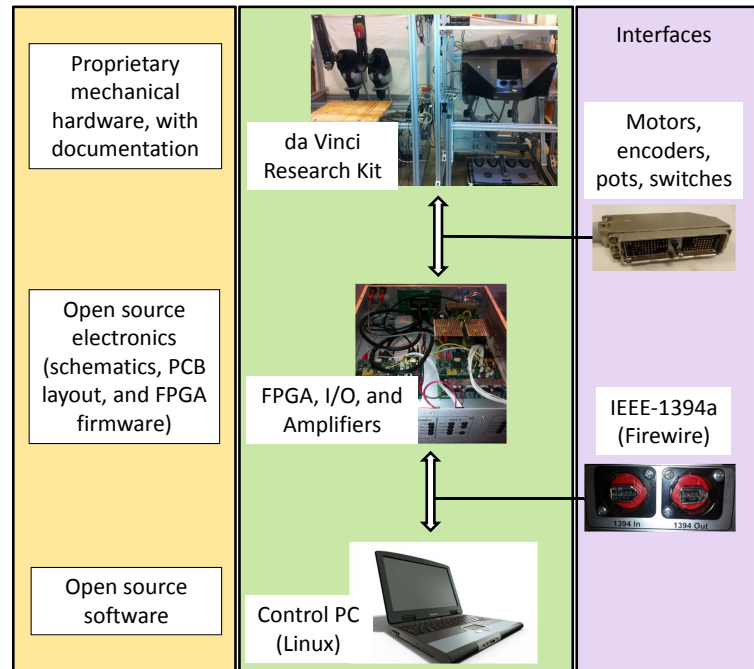 Proprietary
mechanical
hardware, with
documentation
Open source
electronics
(schematics, PCB
layout, and FPGA
firmware)
Open source
software
da Vinci
Research Kit
FPGA, I/O, and
Amplifiers
Control PC
(Linux)
Interfaces
Motors,
encoders,
pots, switches
IEEE-1394a
(Firewire)
1394 In
1394 Out